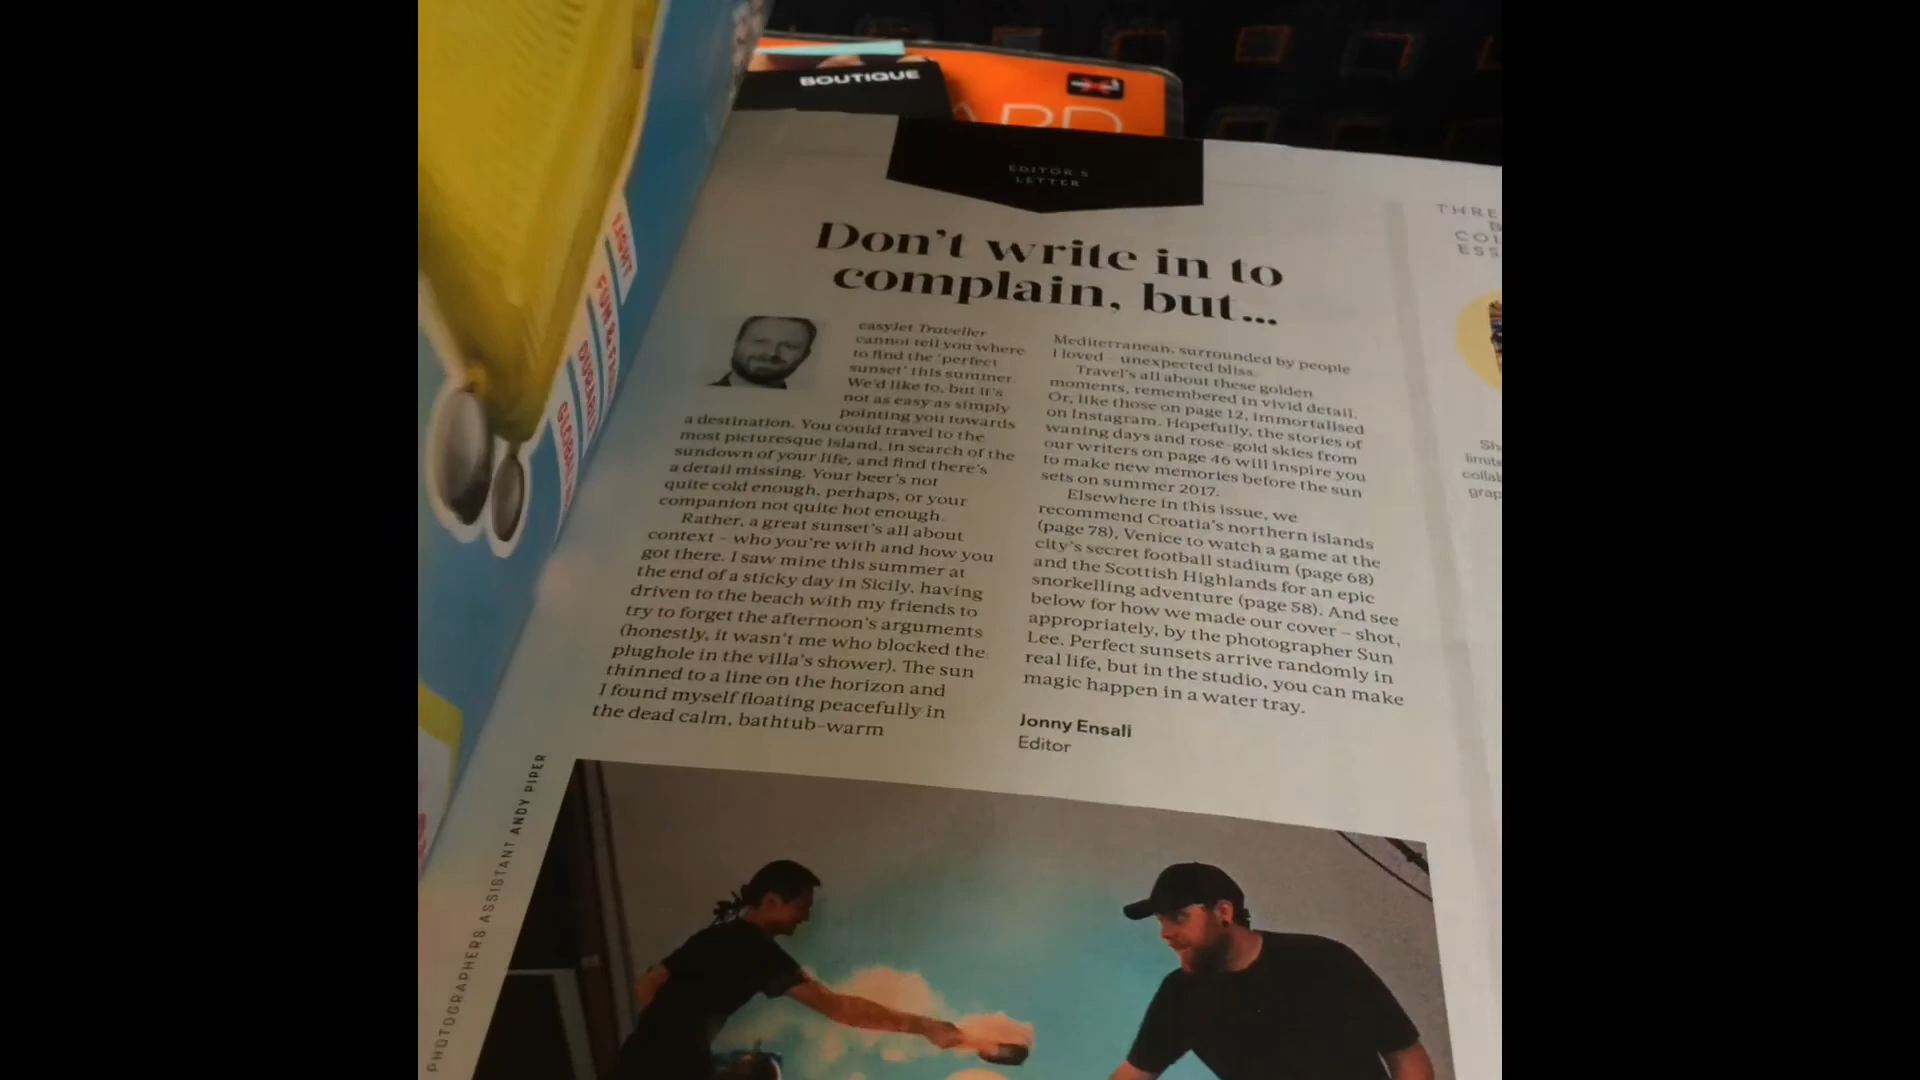 BOUTIQUE
EDITOR'S
LETTER
Don't write in to
complain, but...
easyJet Traveller
cannot tell you where
to find the 'perfect
sunset' this summer.
We'd like to, but it's
not as easy as simply
pointing you towards
a destination. You could travel to the
most picturesque island, in search of the
sundown of your life, and find there's
a detail missing. Your beer's not
quite cold enough, perhaps, or your
companion not quite hot enough.
Rather, a great sunset's all about
context – who you're with and how you
got there. I saw mine this summer at
the end of a sticky day in Sicily, having
driven to the beach with my friends to
try to forget the afternoon's arguments
(honestly, it wasn't me who blocked the
plughole in the villa's shower). The sun
thinned to a line on the horizon and
I found myself floating peacefully in
the dead calm, bathtub-warm
Mediterranean, surrounded by people
I loved – unexpected bliss.
Travel's all about these golden
moments, remembered in vivid detail.
Or, like those on page 12, immortalised
on Instagram. Hopefully, the stories of
waning days and rose-gold skies from
our writers on page 46 will inspire you
to make new memories before the sun
sets on summer 2017.
Elsewhere in this issue, we
recommend Croatia's northern islands
(page 78), Venice to watch a game at the
city's secret football stadium (page 68)
and the Scottish Highlands for an epic
snorkelling adventure (page 58). And see
below for how we made our cover – shot,
appropriately, by the photographer Sun
Lee. Perfect sunsets arrive randomly in
real life, but in the studio, you can make
magic happen in a water tray.
Jonny Ensall
Editor
PHOTOGRAPHERS ASSISTANT ANDY PIPER
LIGHT
FUN &